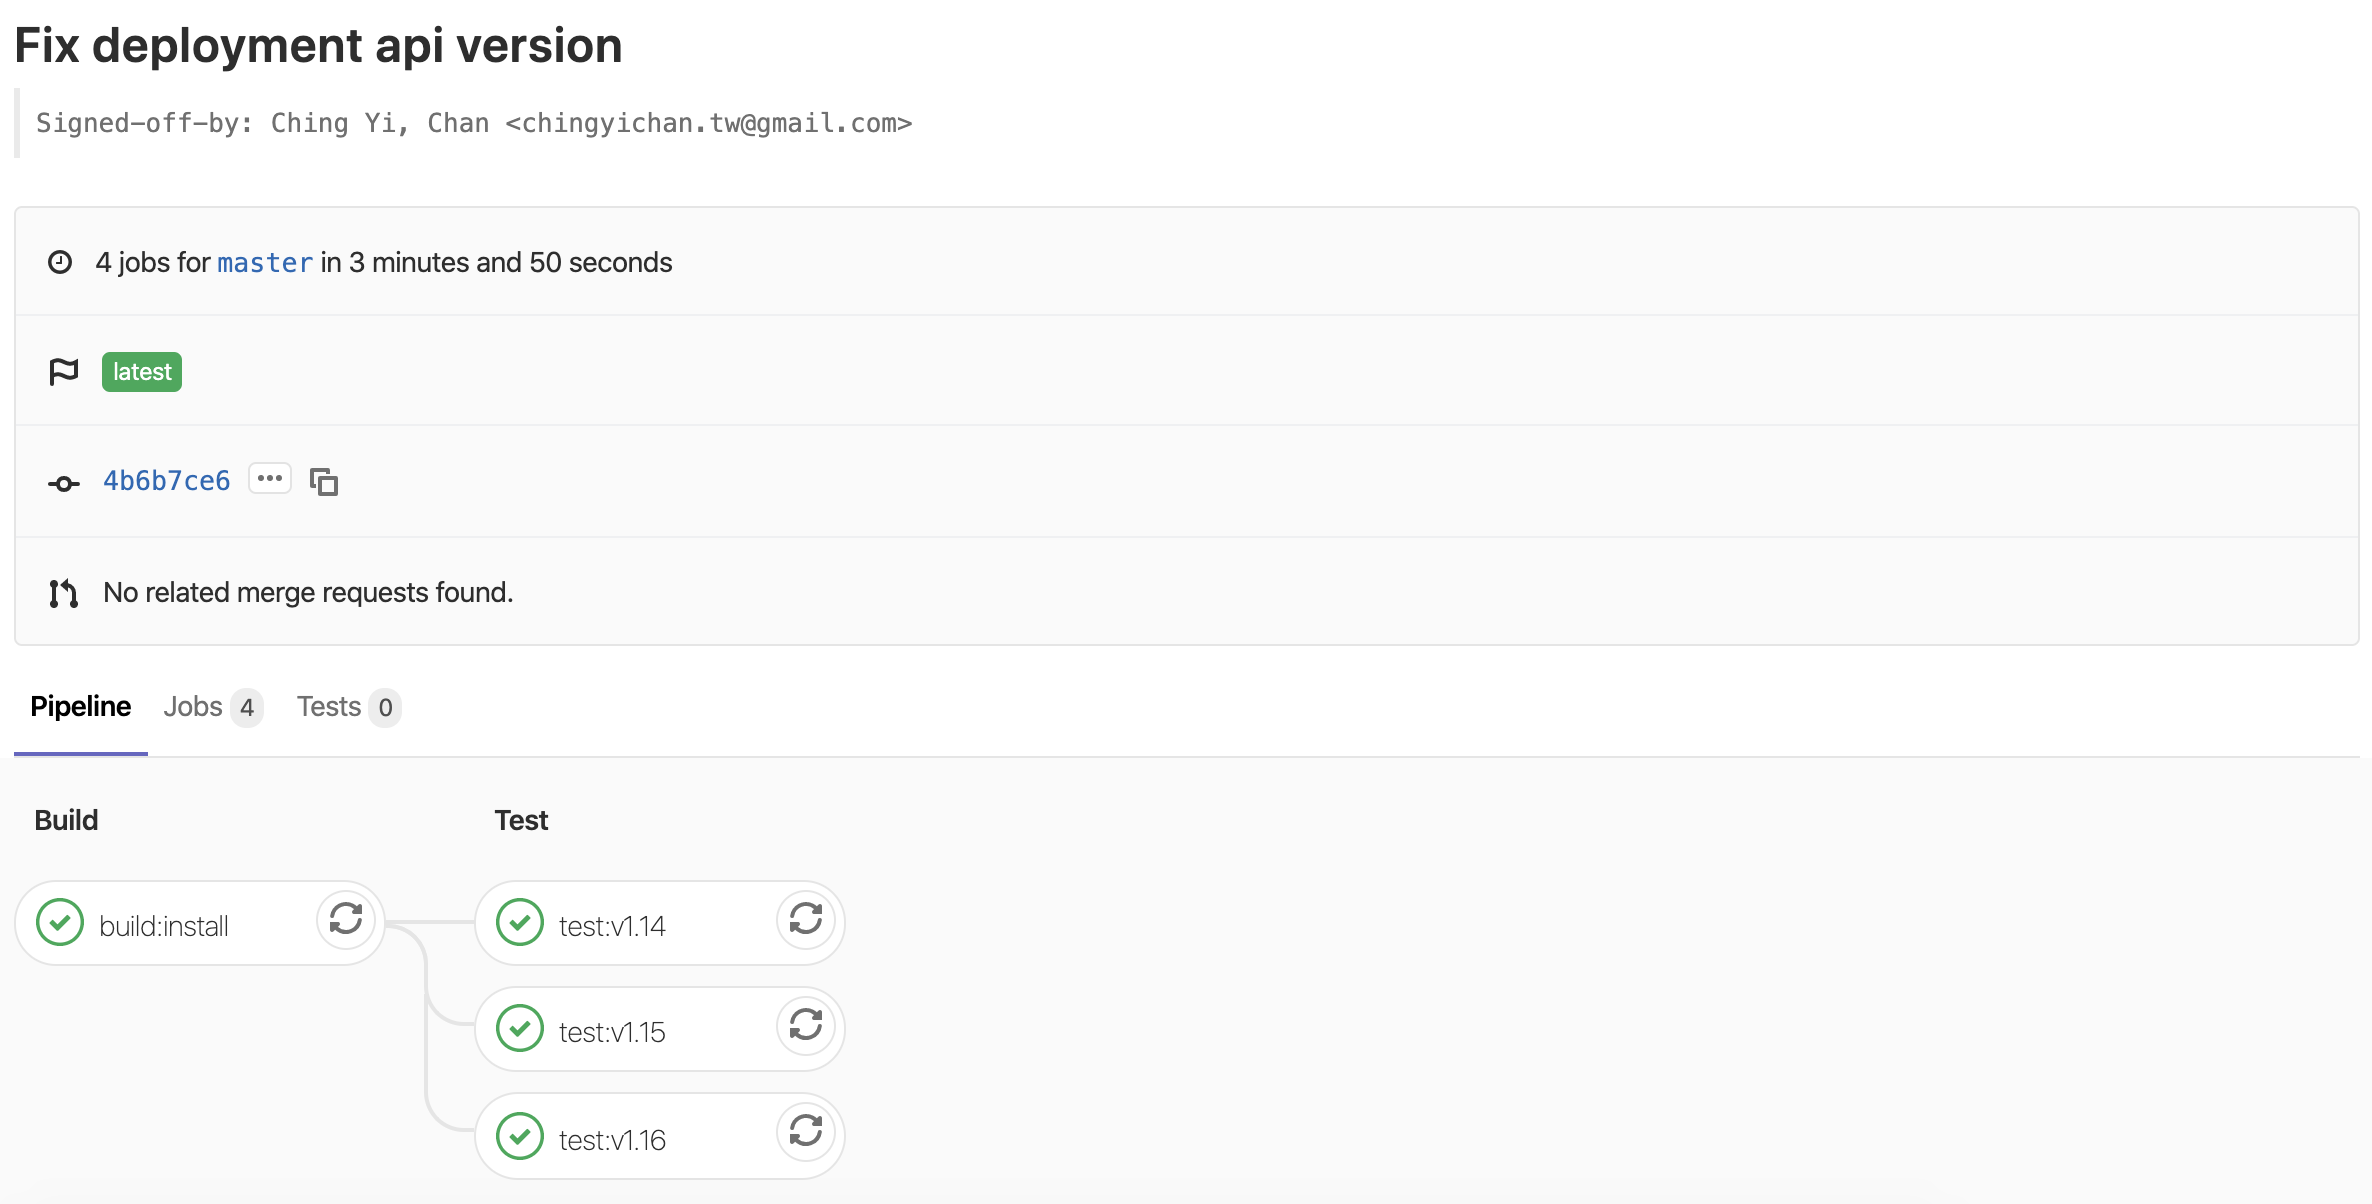 Fix deployment api version
Signed-off-by: Ching Yi, Chan <chingyichan.tw@gmail.com>
4 jobs for master in 3 minutes and 50 seconds
latest
4b6b7ce6
No related merge requests found.
Pipeline Jobs 4 Tests 0
Build Test
build:install test:v1.14
test:v1.15
test:v1.16